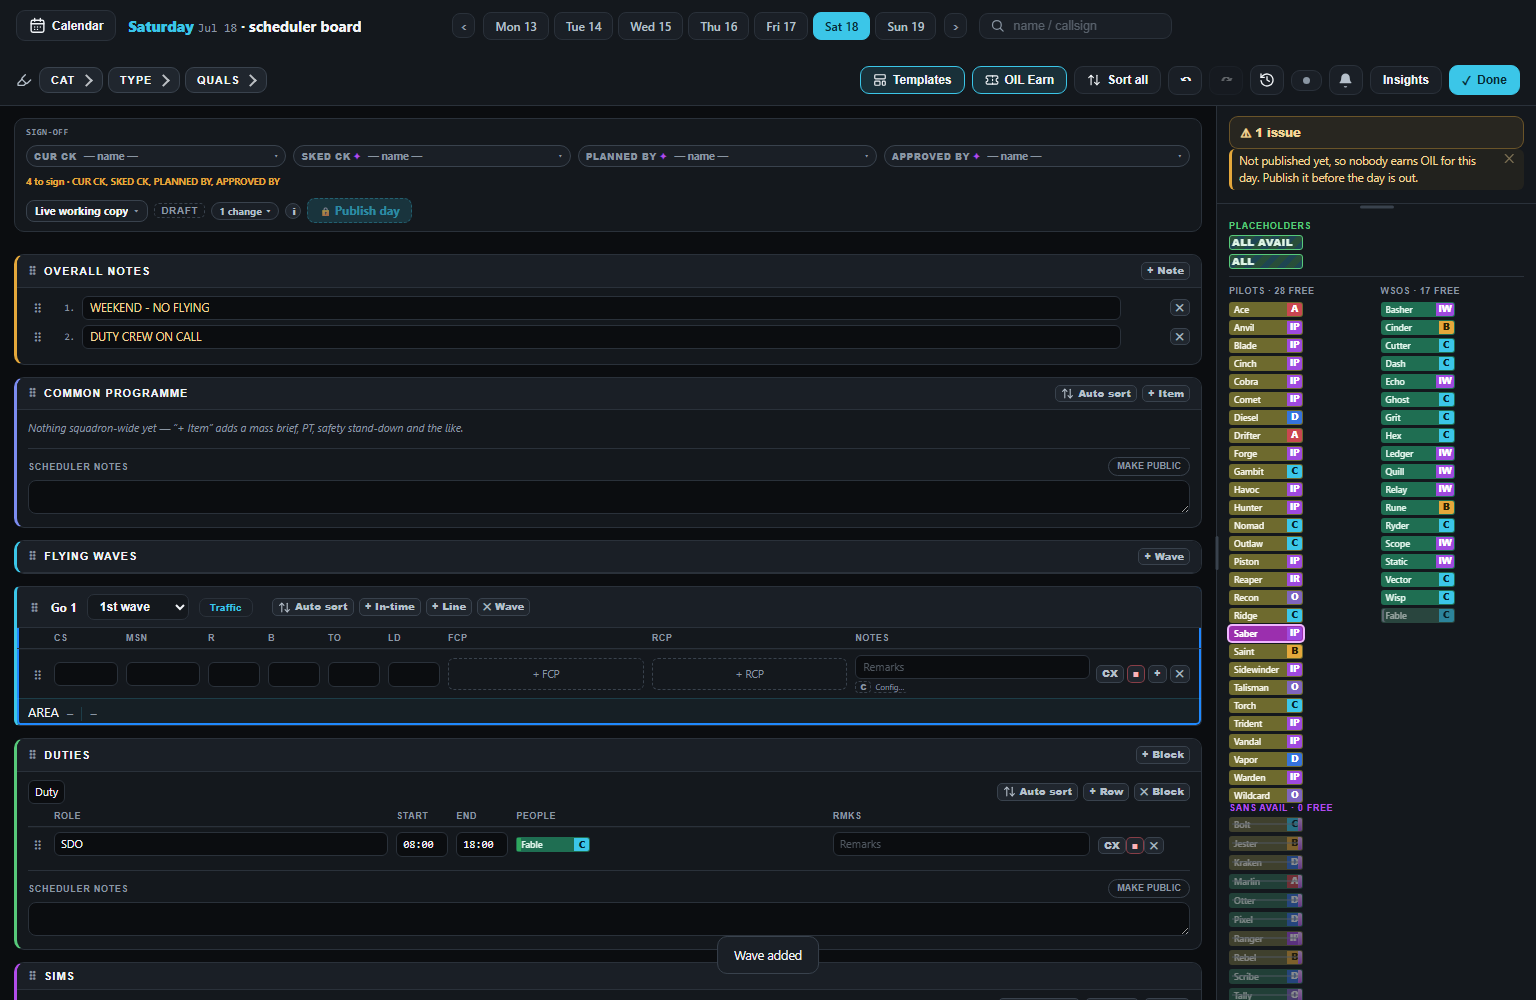 Calendar
Saturday Jul 18 · scheduler board
‹ Mon 13 Tue 14 Wed 15 Thu 16 Fri 17 Sat 18 Sun 19 ›
name / callsign
CAT TYPE QUALS
Templates OIL Earn Sort all Insights ✓ Done
SIGN-OFF
CUR CK — name —
SKED CK ✦ — name —
PLANNED BY ✦ — name —
APPROVED BY ✦ — name —
4 to sign · CUR CK, SKED CK, PLANNED BY, APPROVED BY
Live working copy DRAFT 1 change i Publish day
OVERALL NOTES + Note
1. WEEKEND - NO FLYING ✕
2. DUTY CREW ON CALL ✕
COMMON PROGRAMME Auto sort + Item
Nothing squadron-wide yet — "+ Item" adds a mass brief, PT, safety stand-down and the like.
SCHEDULER NOTES MAKE PUBLIC
FLYING WAVES + Wave
Go 1 1st wave Traffic Auto sort + In-time + Line ✕ Wave
CS MSN R B TO LD FCP RCP NOTES
+ FCP + RCP Remarks CX + ✕
C Config...
AREA – –
DUTIES + Block
Duty Auto sort + Row ✕ Block
ROLE START END PEOPLE RMKS
SDO 08:00 18:00 Fable C Remarks CX ✕
SCHEDULER NOTES MAKE PUBLIC
Wave added
SIMS
⚠ 1 issue
Not published yet, so nobody earns OIL for this
day. Publish it before the day is out.
PLACEHOLDERS
ALL AVAIL
ALL
PILOTS · 28 FREE
Ace A
Anvil IP
Blade IP
Cinch IP
Cobra IP
Comet IP
Diesel D
Drifter A
Forge IP
Gambit C
Havoc IP
Hunter IP
Nomad C
Outlaw C
Piston IP
Reaper IR
Recon O
Ridge C
Saber IP
Saint B
Sidewinder IP
Talisman O
Torch C
Trident IP
Vandal IP
Vapor D
Warden IP
Wildcard O
WSOS · 17 FREE
Basher IW
Cinder B
Cutter C
Dash C
Echo IW
Ghost C
Grit C
Hex C
Ledger IW
Quill IW
Relay IW
Rune B
Ryder C
Scope IW
Static IW
Vector C
Wisp C
Fable C
SANS AVAIL · 0 FREE
Bolt C
Jester B
Kraken D
Marlin A
Otter D
Pixel D
Ranger IP
Rebel B
Scribe D
Tally O